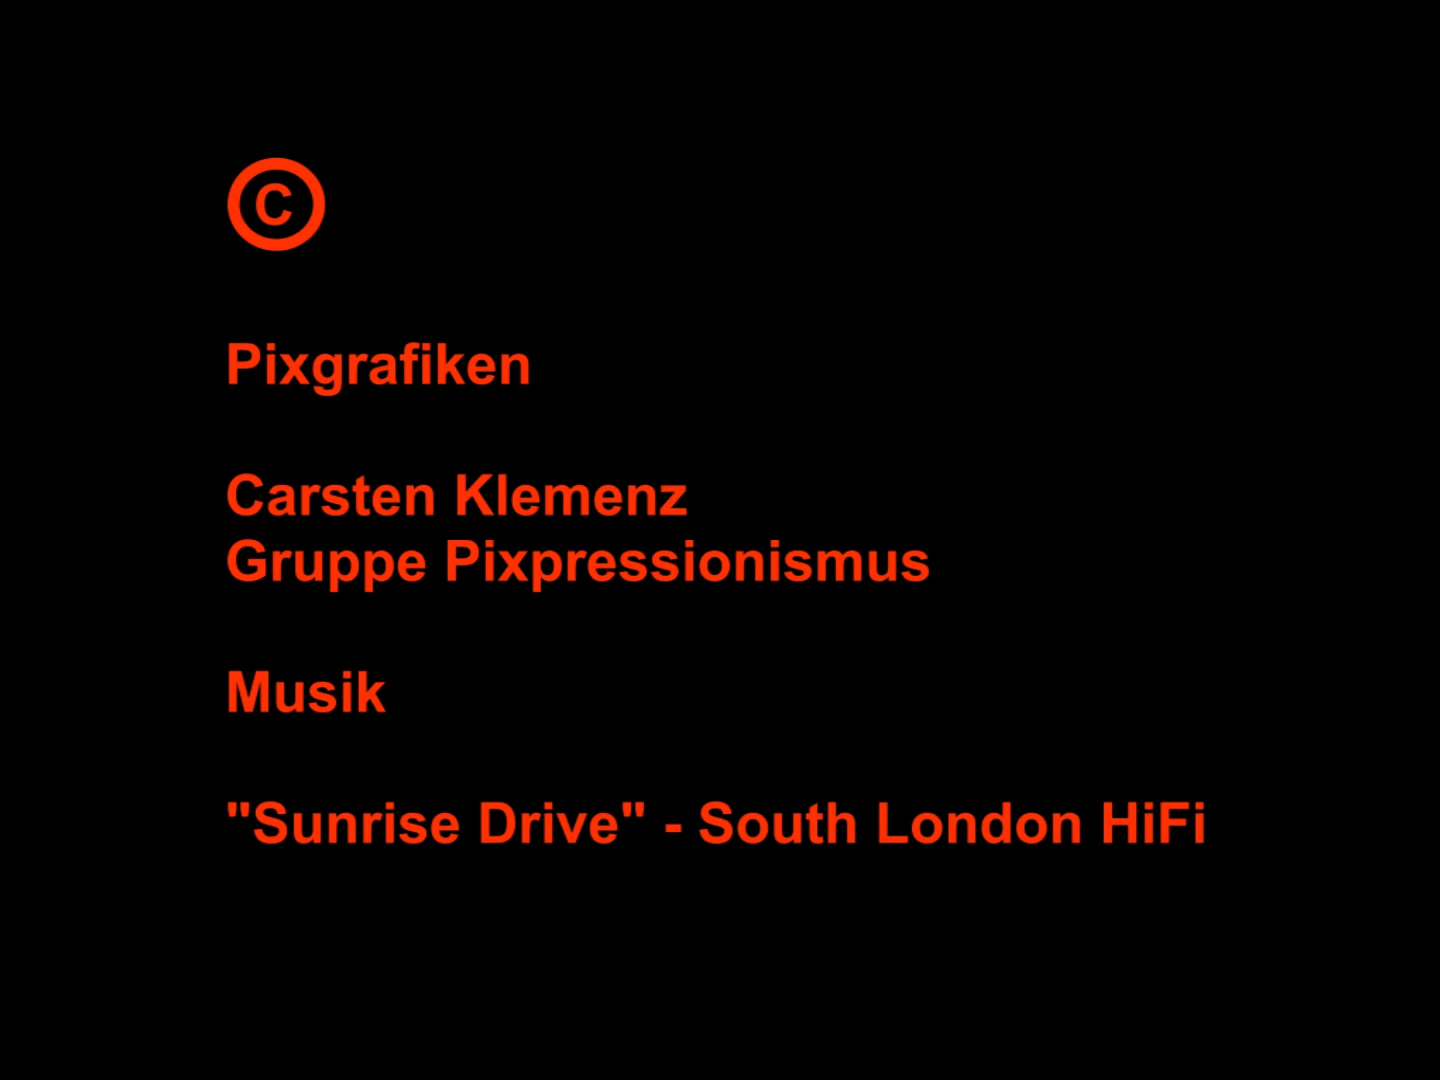 ©
Pixgrafiken
Carsten Klemenz
Gruppe Pixpressionismus
Musik
"Sunrise Drive" - South London HiFi